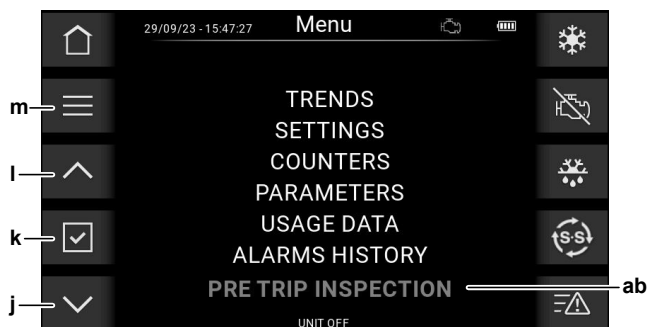 29/09/23 - 15:47:27 Menu
m
TRENDS
SETTINGS
l
COUNTERS
PARAMETERS
k
USAGE DATA
S·S
ALARMS HISTORY
PRE TRIP INSPECTION
ab
j
UNIT OFF